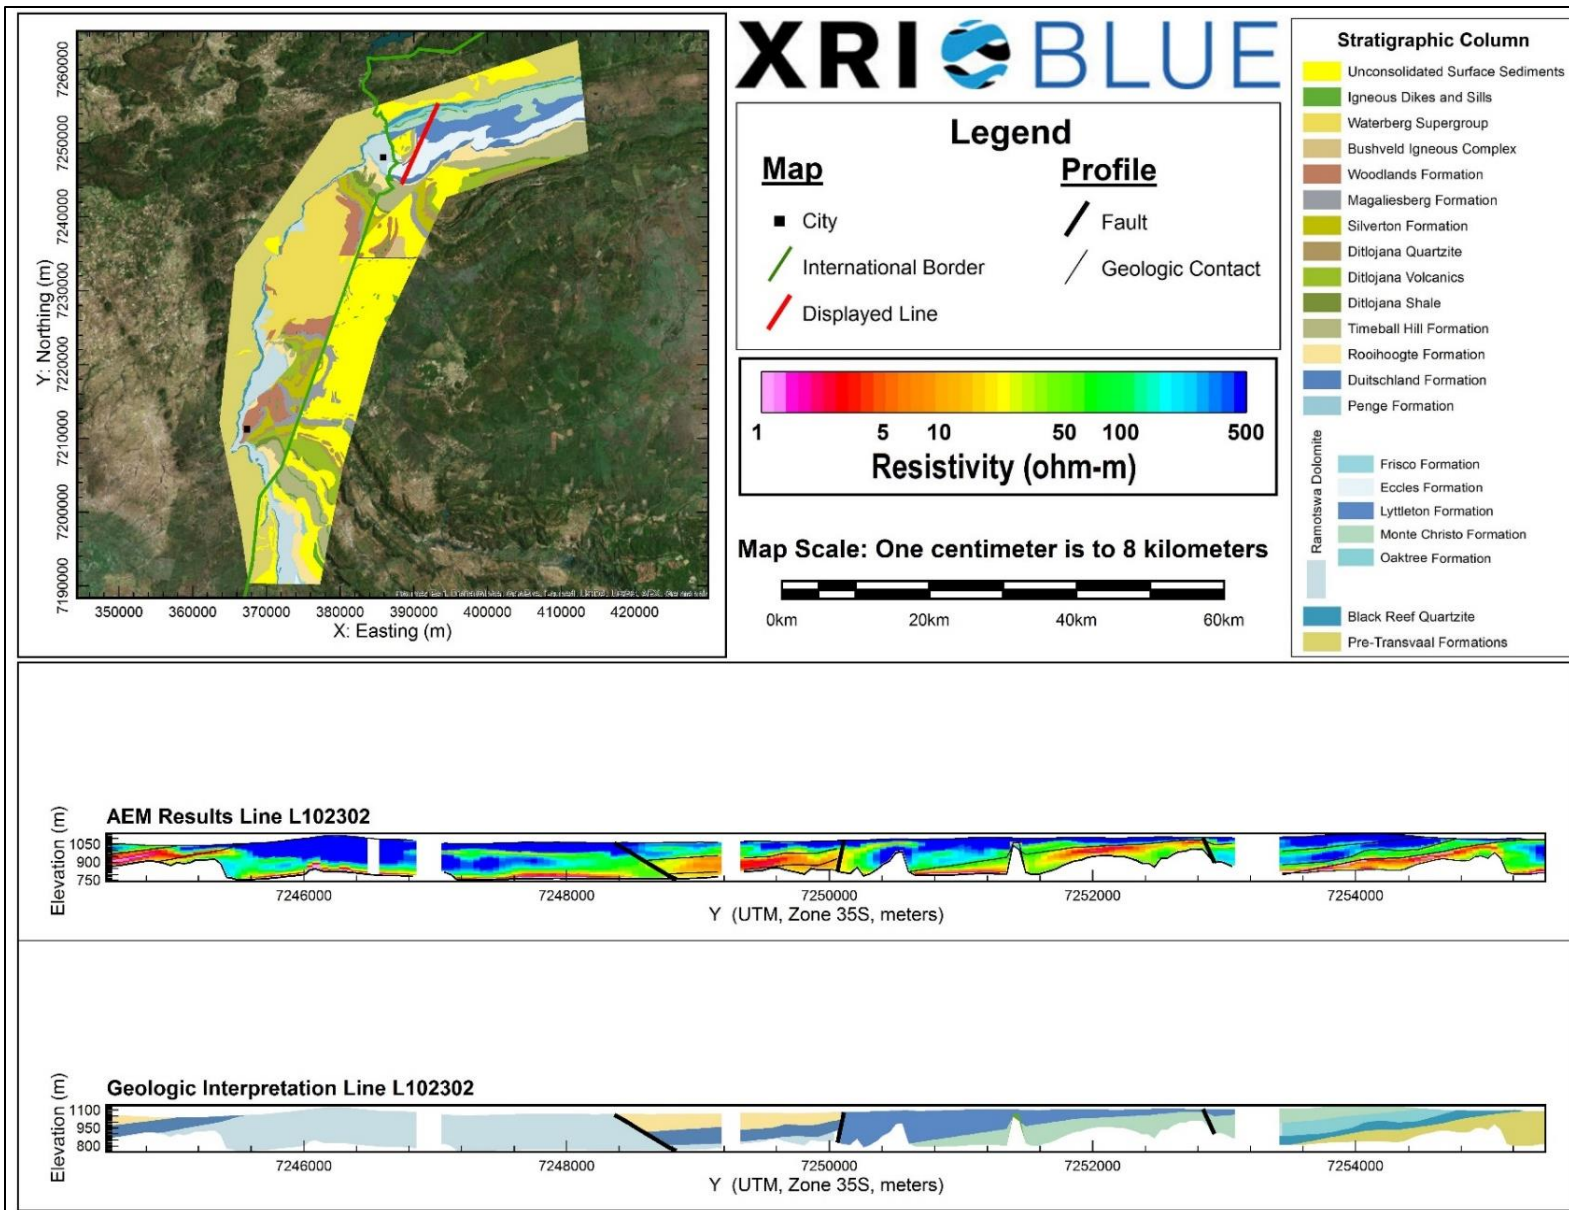 XRI BLUE
Legend
Map
City
International Border
Displayed Line
Profile
Fault
Geologic Contact
1 5 10 50 100 500
Resistivity (ohm-m)
Map Scale: One centimeter is to 8 kilometers
0km 20km 40km 60km
Stratigraphic Column
Unconsolidated Surface Sediments
Igneous Dikes and Sills
Waterberg Supergroup
Bushveld Igneous Complex
Woodlands Formation
Magaliesberg Formation
Silverton Formation
Ditlojana Quartzite
Ditlojana Volcanics
Ditlojana Shale
Timeball Hill Formation
Rooihoogte Formation
Duitschland Formation
Penge Formation
Ramotswa Dolomite
Frisco Formation
Eccles Formation
Lyttleton Formation
Monte Christo Formation
Oaktree Formation
Black Reef Quartzite
Pre-Transvaal Formations
Y: Northing (m)
7260000
7250000
7240000
7230000
7220000
7210000
7200000
7190000
350000 360000 370000 380000 390000 400000 410000 420000
X: Easting (m)
AEM Results Line L102302
Elevation (m)
1050
900
750
7246000 7248000 7250000 7252000 7254000
Y (UTM, Zone 35S, meters)
Geologic Interpretation Line L102302
Elevation (m)
1100
950
800
7246000 7248000 7250000 7252000 7254000
Y (UTM, Zone 35S, meters)